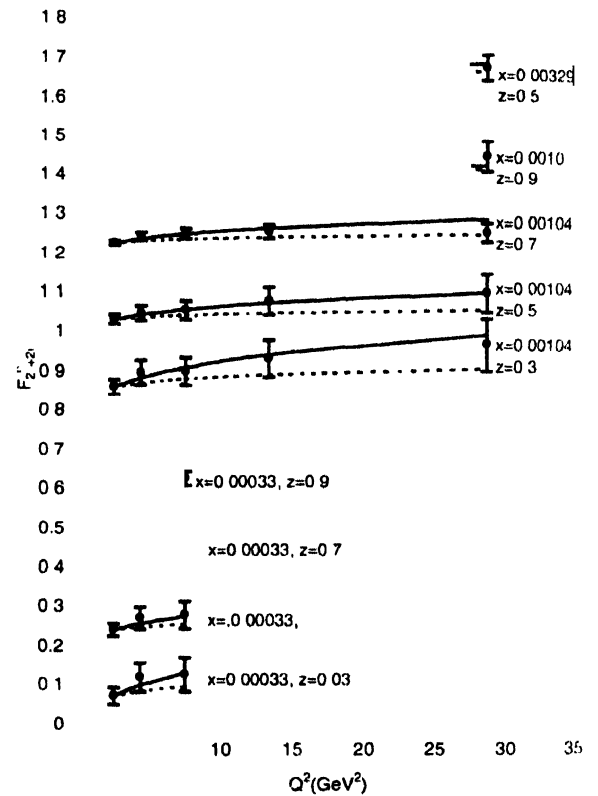 1 8
1 7
x=0 00329
1 6
z=0 5
1 5
x=0 0010
1 4
z=0 9
1 3
x=0 00104
1 2
z=0 7
1 1
x=0 00104
z=0 5
1
x=0 00104
0 9
z=0 3
0 8
0 7
0 6
x=0 00033, z=0 9
0 5
x=0 00033, z=0 7
0 4
0 3
x=.0 00033,
0 2
0 1
x=0 00033, z=0 03
0
10 15 20 25 30 35
Q²(GeV²)